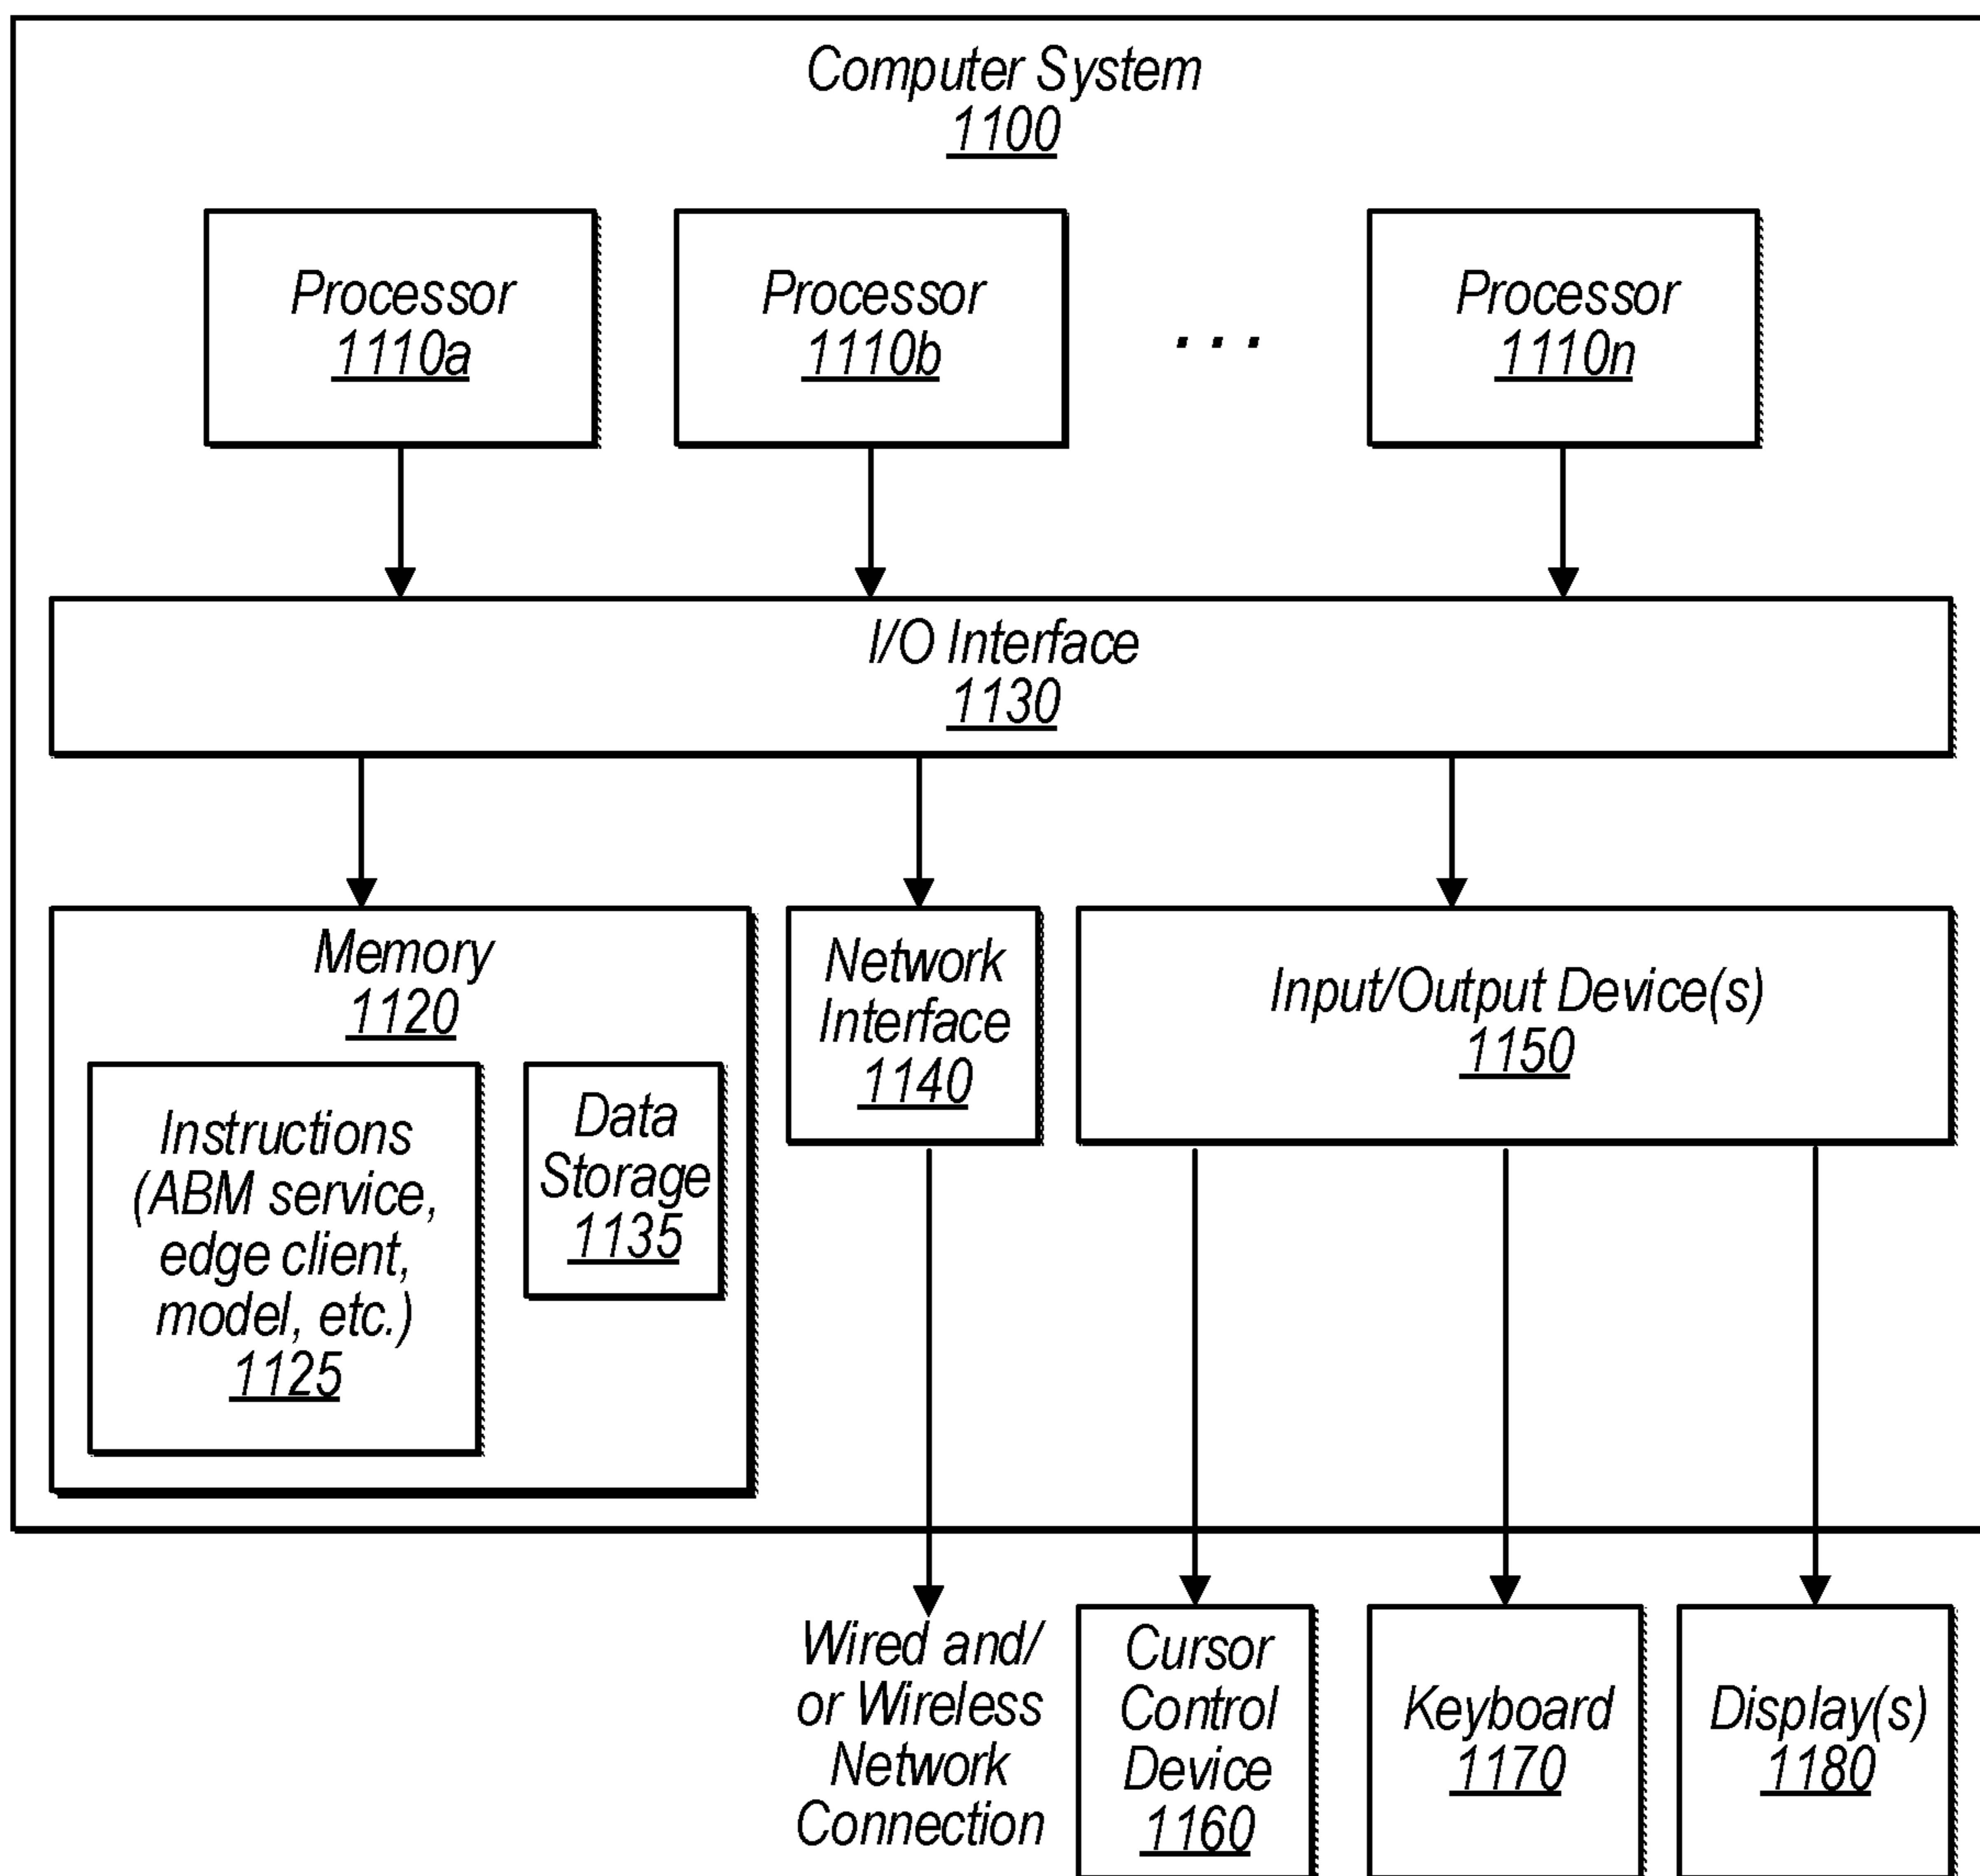 Computer System
1100
Processor
1110a
Processor
1110b
. . .
Processor
1110n
I/O Interface
1130
Memory
1120
Instructions
(ABM service,
edge client,
model, etc.)
1125
Data
Storage
1135
Network
Interface
1140
Input/Output Device(s)
1150
Wired and/
or Wireless
Network
Connection
Cursor
Control
Device
1160
Keyboard
1170
Display(s)
1180